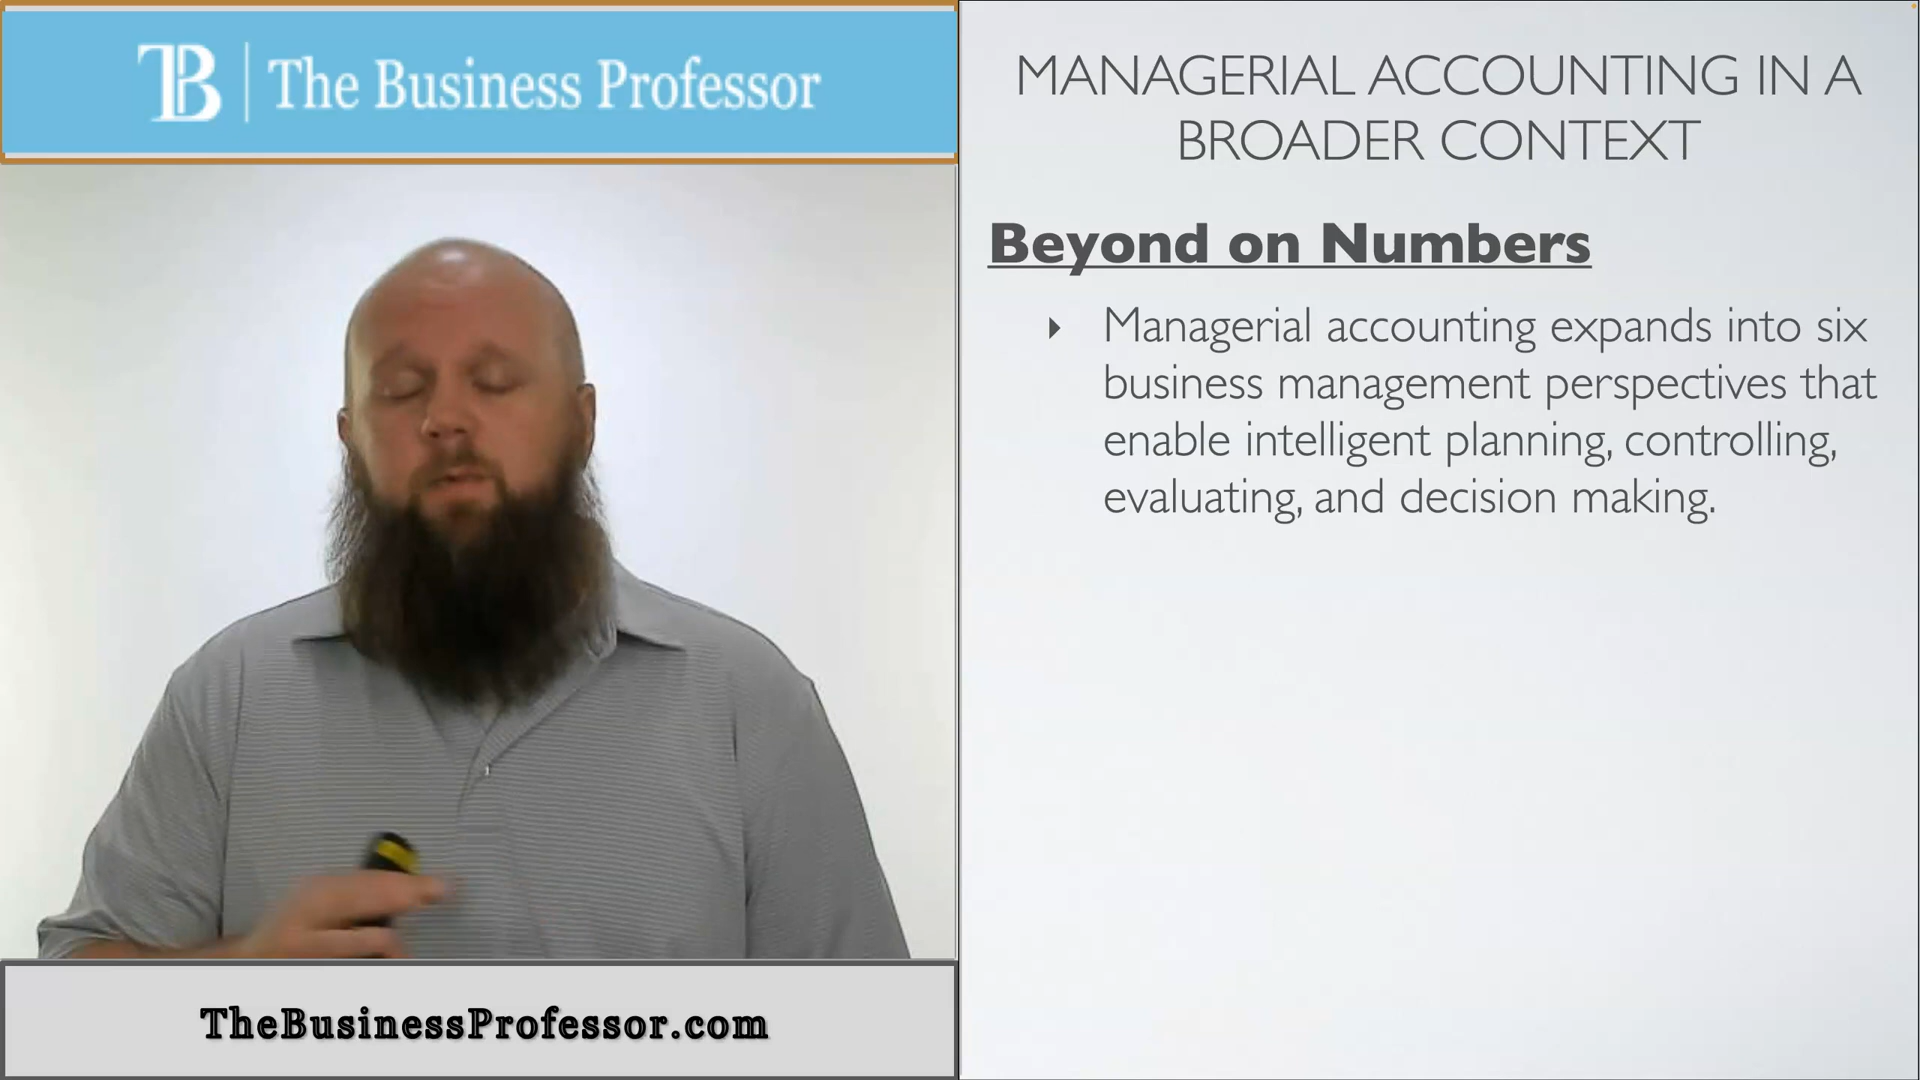 TB The Business Professor
TheBusinessProfessor.com
MANAGERIAL ACCOUNTING IN A
BROADER CONTEXT
Beyond on Numbers
Managerial accounting expands into six
business management perspectives that
enable intelligent planning, controlling,
evaluating, and decision making.